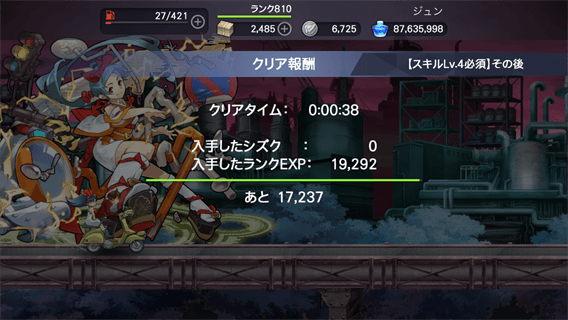 ランク810
ジュン
27/421
2,485
6,725
87,635,998
クリア報酬
【スキルLv.4必須】その後
クリアタイム： 0:00:38
入手したシズク ： 0
入手したランクEXP： 19,292
あと 17,237